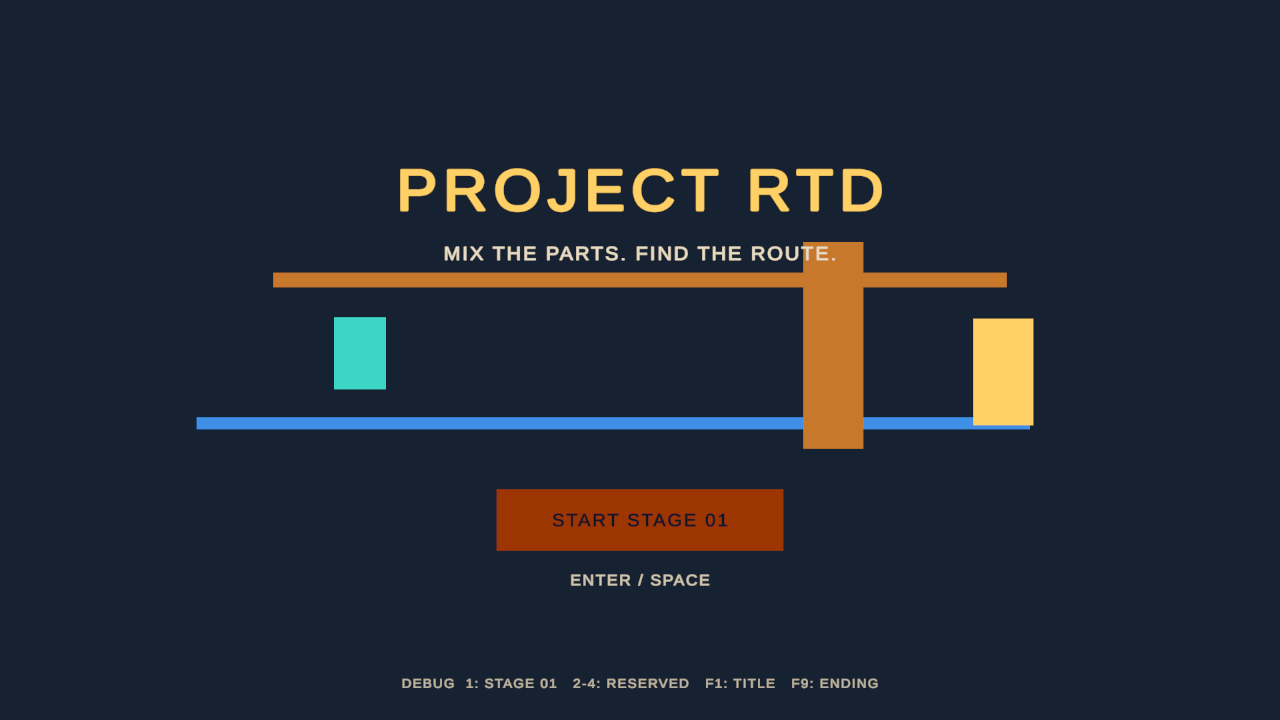 PROJECT RTD
MIX THE PARTS. FIND THE ROUTE.
START STAGE 01
ENTER / SPACE
DEBUG 1: STAGE 01 2-4: RESERVED F1: TITLE F9: ENDING